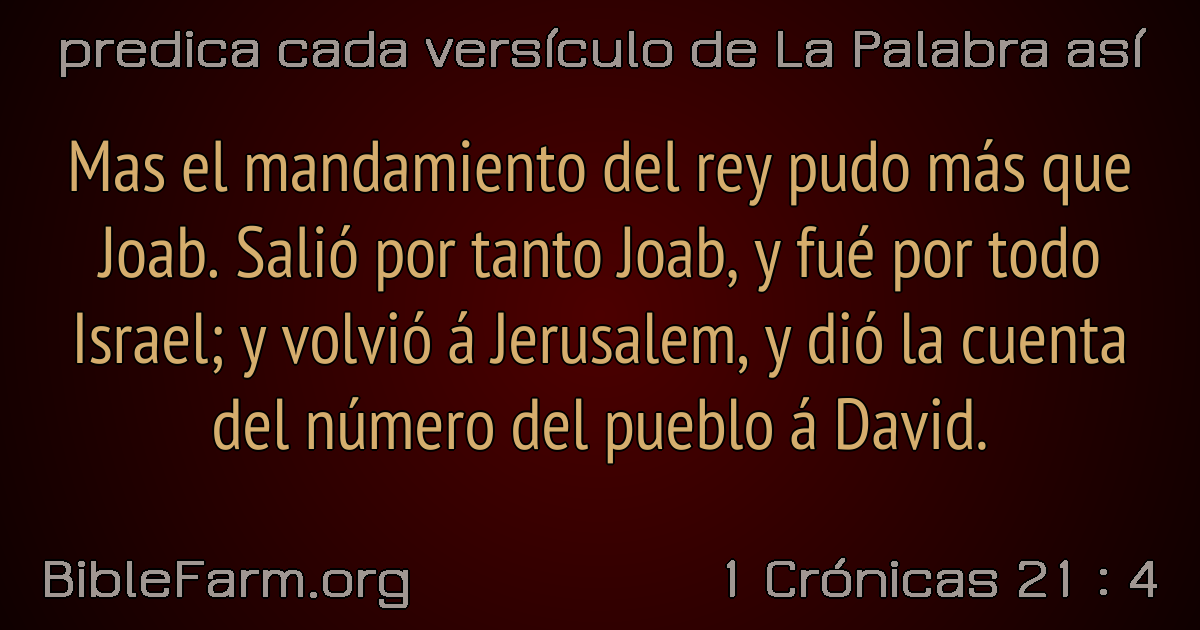 predica cada versículo de La Palabra así
Mas el mandamiento del rey pudo más que
Joab. Salió por tanto Joab, y fué por todo
Israel; y volvió á Jerusalem, y dió la cuenta
del número del pueblo á David.
BibleFarm.org
1 Crónicas 21 : 4